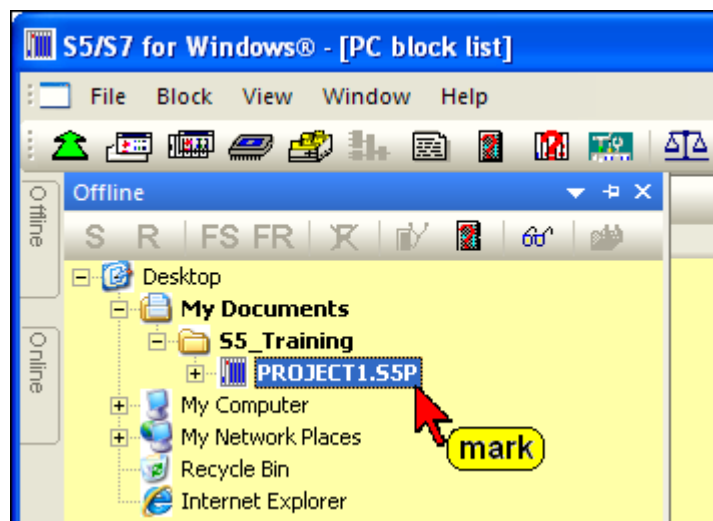 S5/S7 for Windows® - [PC block list]
File Block View Window Help
Offline
Offline
S R FS FR
Desktop
My Documents
S5_Training
PROJECT1.S5P
Online
My Computer
mark
My Network Places
Recycle Bin
Internet Explorer